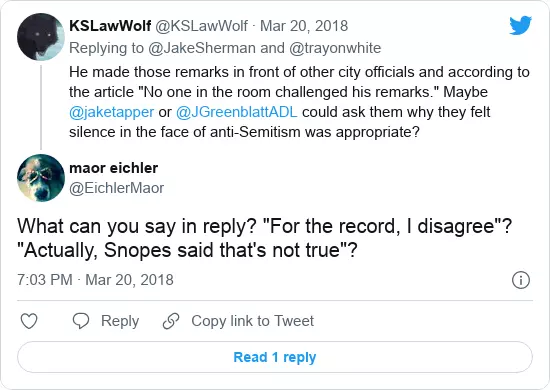 KSLawWolf @KSLawWolf · Mar 20, 2018
Replying to @JakeSherman and @trayonwhite
He made those remarks in front of other city officials and according to
the article "No one in the room challenged his remarks." Maybe
@jaketapper or @JGreenblattADL could ask them why they felt
silence in the face of anti-Semitism was appropriate?
maor eichler
@EichlerMaor
What can you say in reply? "For the record, I disagree"?
"Actually, Snopes said that's not true"?
7:03 PM · Mar 20, 2018
Reply Copy link to Tweet
Read 1 reply